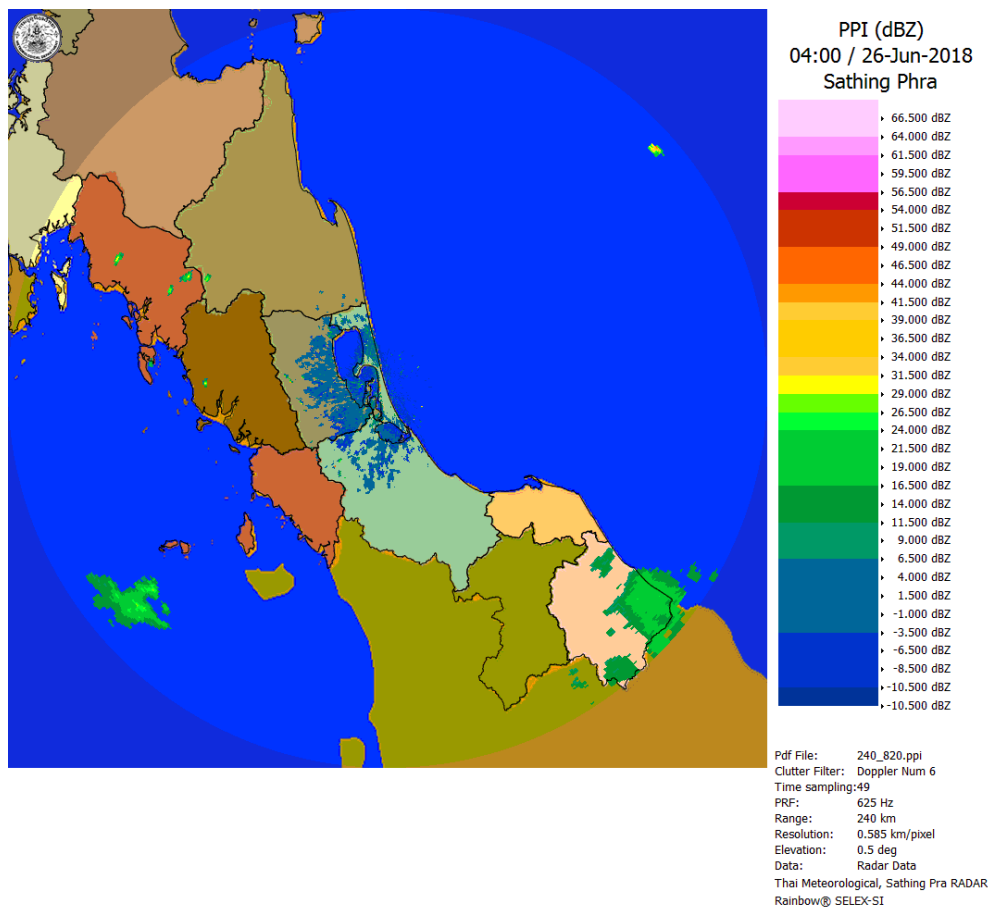 PPI (dBZ)
04:00 / 26-Jun-2018
Sathing Phra
66.500 dBZ
64.000 dBZ
61.500 dBZ
59.500 dBZ
56.500 dBZ
54.000 dBZ
51.500 dBZ
49.000 dBZ
46.500 dBZ
44.000 dBZ
41.500 dBZ
39.000 dBZ
36.500 dBZ
34.000 dBZ
31.500 dBZ
29.000 dBZ
26.500 dBZ
24.000 dBZ
21.500 dBZ
19.000 dBZ
16.500 dBZ
14.000 dBZ
11.500 dBZ
9.000 dBZ
6.500 dBZ
4.000 dBZ
1.500 dBZ
-1.000 dBZ
-3.500 dBZ
-6.500 dBZ
-8.500 dBZ
-10.500 dBZ
-10.500 dBZ
Pdf File: 240_820.ppi
Clutter Filter: Doppler Num 6
Time sampling:49
PRF: 625 Hz
Range: 240 km
Resolution: 0.585 km/pixel
Elevation: 0.5 deg
Data: Radar Data
Thai Meteorological, Sathing Pra RADAR
Rainbow® SELEX-SI